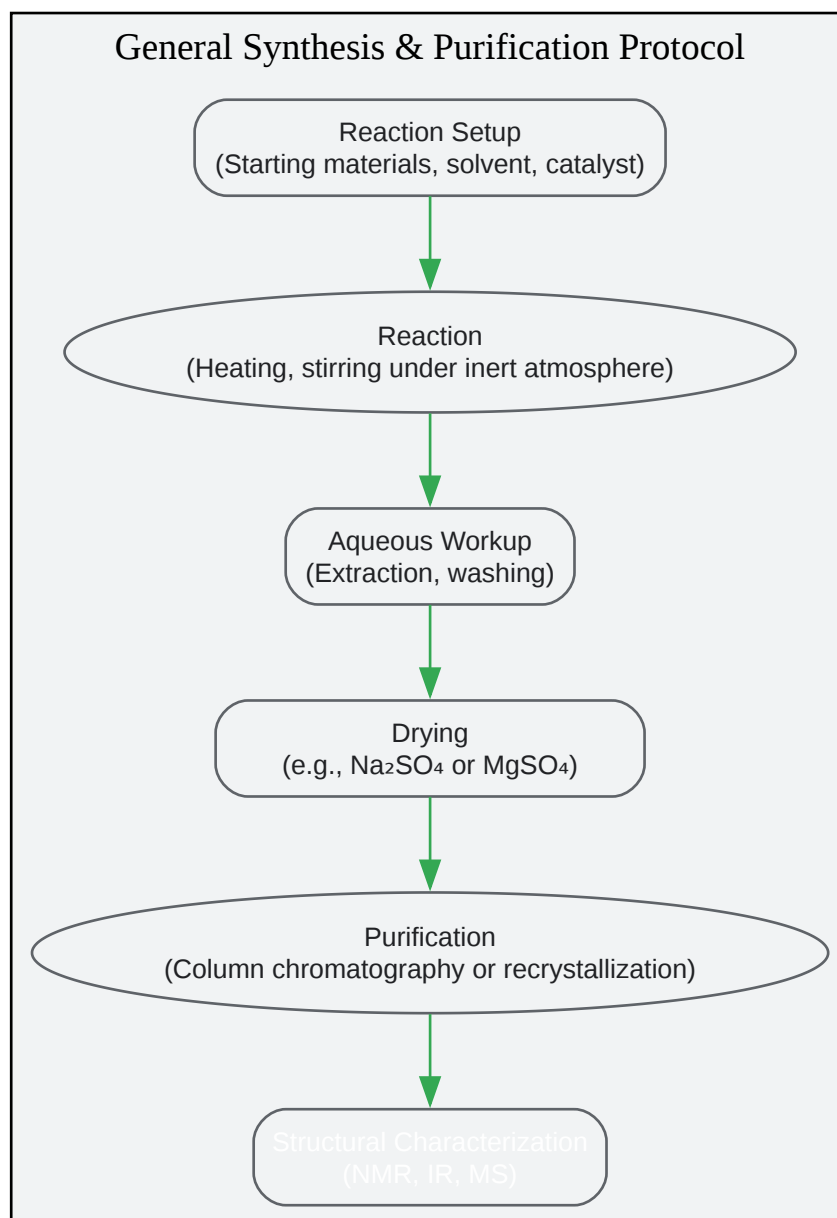 General Synthesis & Purification Protocol
Reaction Setup
(Starting materials, solvent, catalyst)
Reaction
(Heating, stirring under inert atmosphere)
Aqueous Workup
(Extraction, washing)
Drying
(e.g., Na₂SO₄ or MgSO₄)
Purification
(Column chromatography or recrystallization)
Structural Characterization
(NMR, IR, MS)